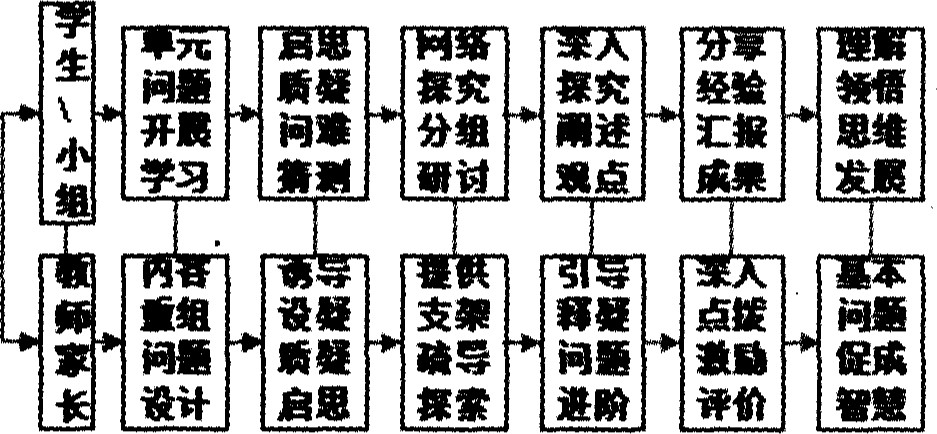 学生\小组
单元
问题
开展
学习
启思
质疑
问难
猜测
网络
探究
分组
研讨
深入
探究
阐述
观点
分享
经验
汇报
成果
理解
领悟
思维
发展
教师家长
内容
重组
问题
设计
诱导
设疑
质疑
启思
提供
支架
疏导
探索
引导
释疑
问题
进阶
深入
点拨
激励
评价
基本
问题
促成
智慧